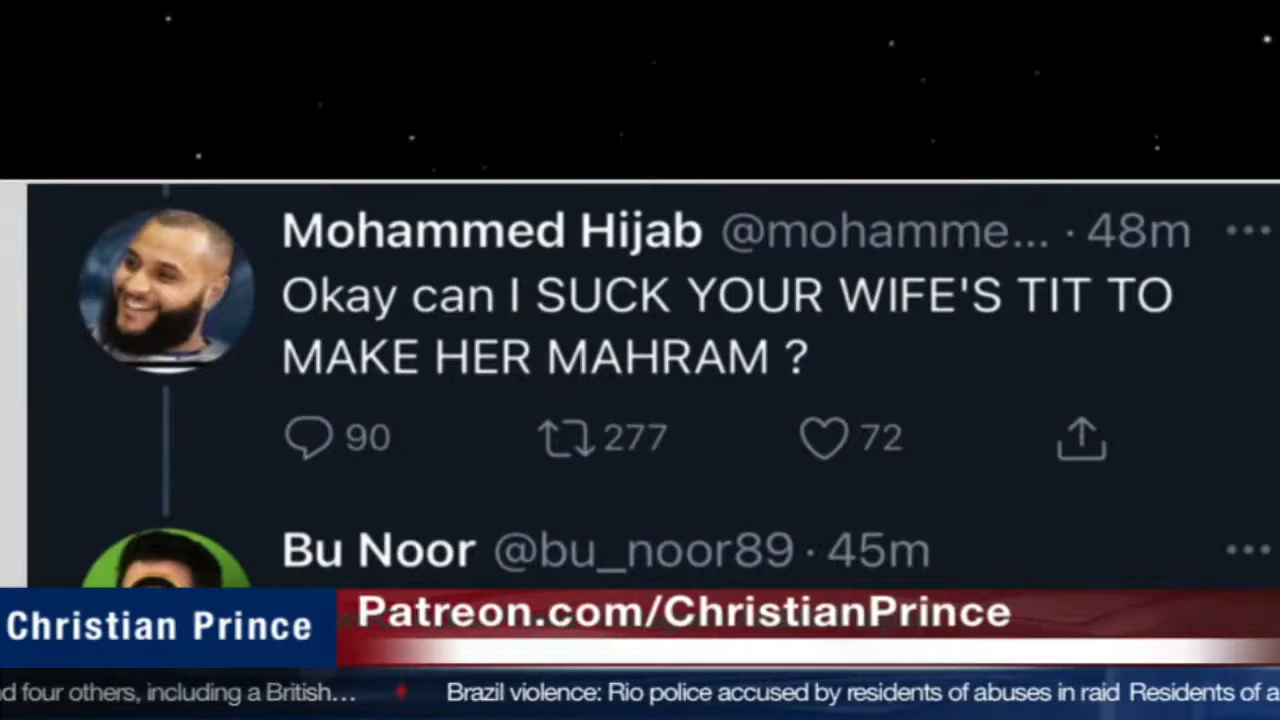 Mohammed Hijab @mohamme... · 48m
Okay can I SUCK YOUR WIFE'S TIT TO
MAKE HER MAHRAM ?
90 277 72
Bu Noor @bu_noor89 · 45m
Christian Prince
Patreon.com/ChristianPrince
d four others, including a British... Brazil violence: Rio police accused by residents of abuses in raid Residents of a